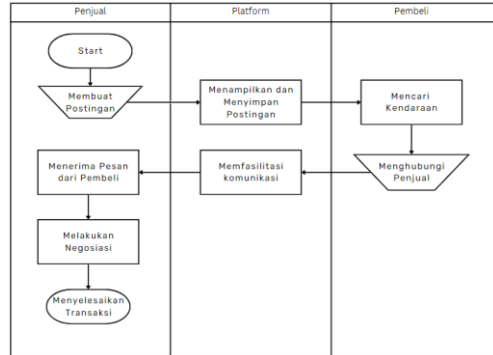 Penjual
Platform
Pembeli
Start
Membuat
Postingan
Menampilkan dan
Menyimpan
Postingan
Mencari
Kendaraan
Menerima Pesan
dari Pembeli
Memfasilitasi
komunikasi
Menghubungi
Penjual
Melakukan
Negosiasi
Menyelesaikan
Transaksi